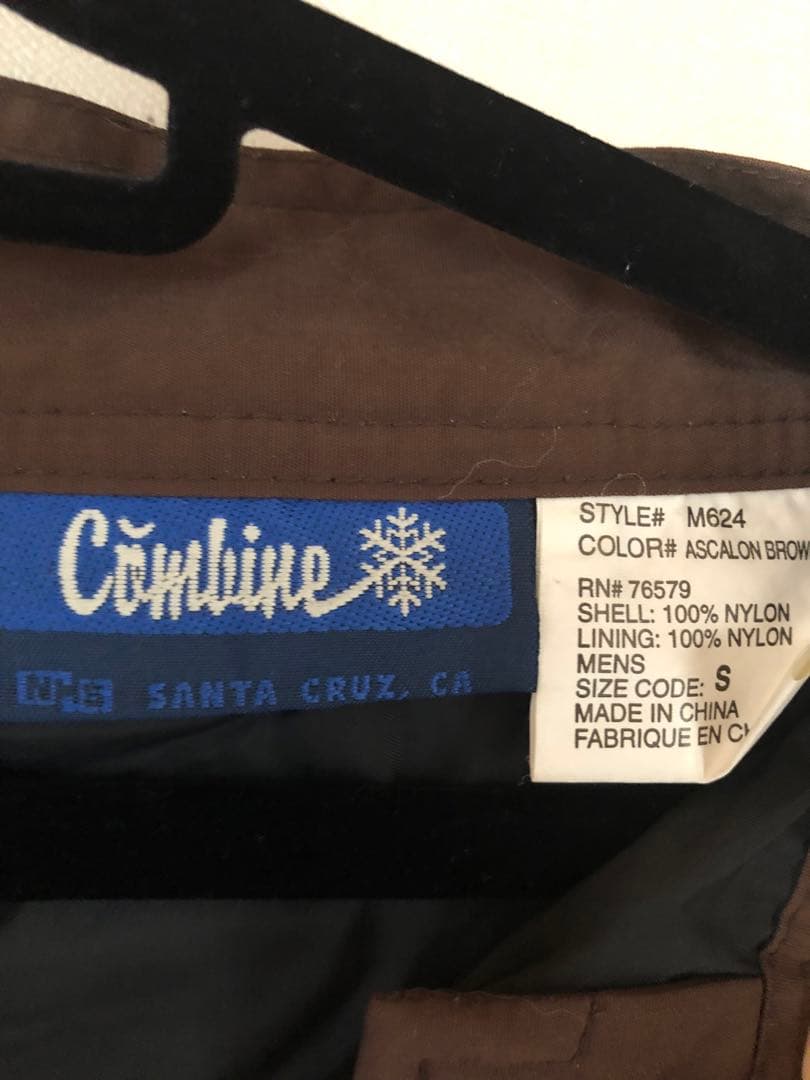 Cŏmbine
NHS SANTA CRUZ, CA
STYLE# M624
COLOR# ASCALON BROW
RN# 76579
SHELL: 100% NYLON
LINING: 100% NYLON
MENS
SIZE CODE: S
MADE IN CHINA
FABRIQUE EN CH